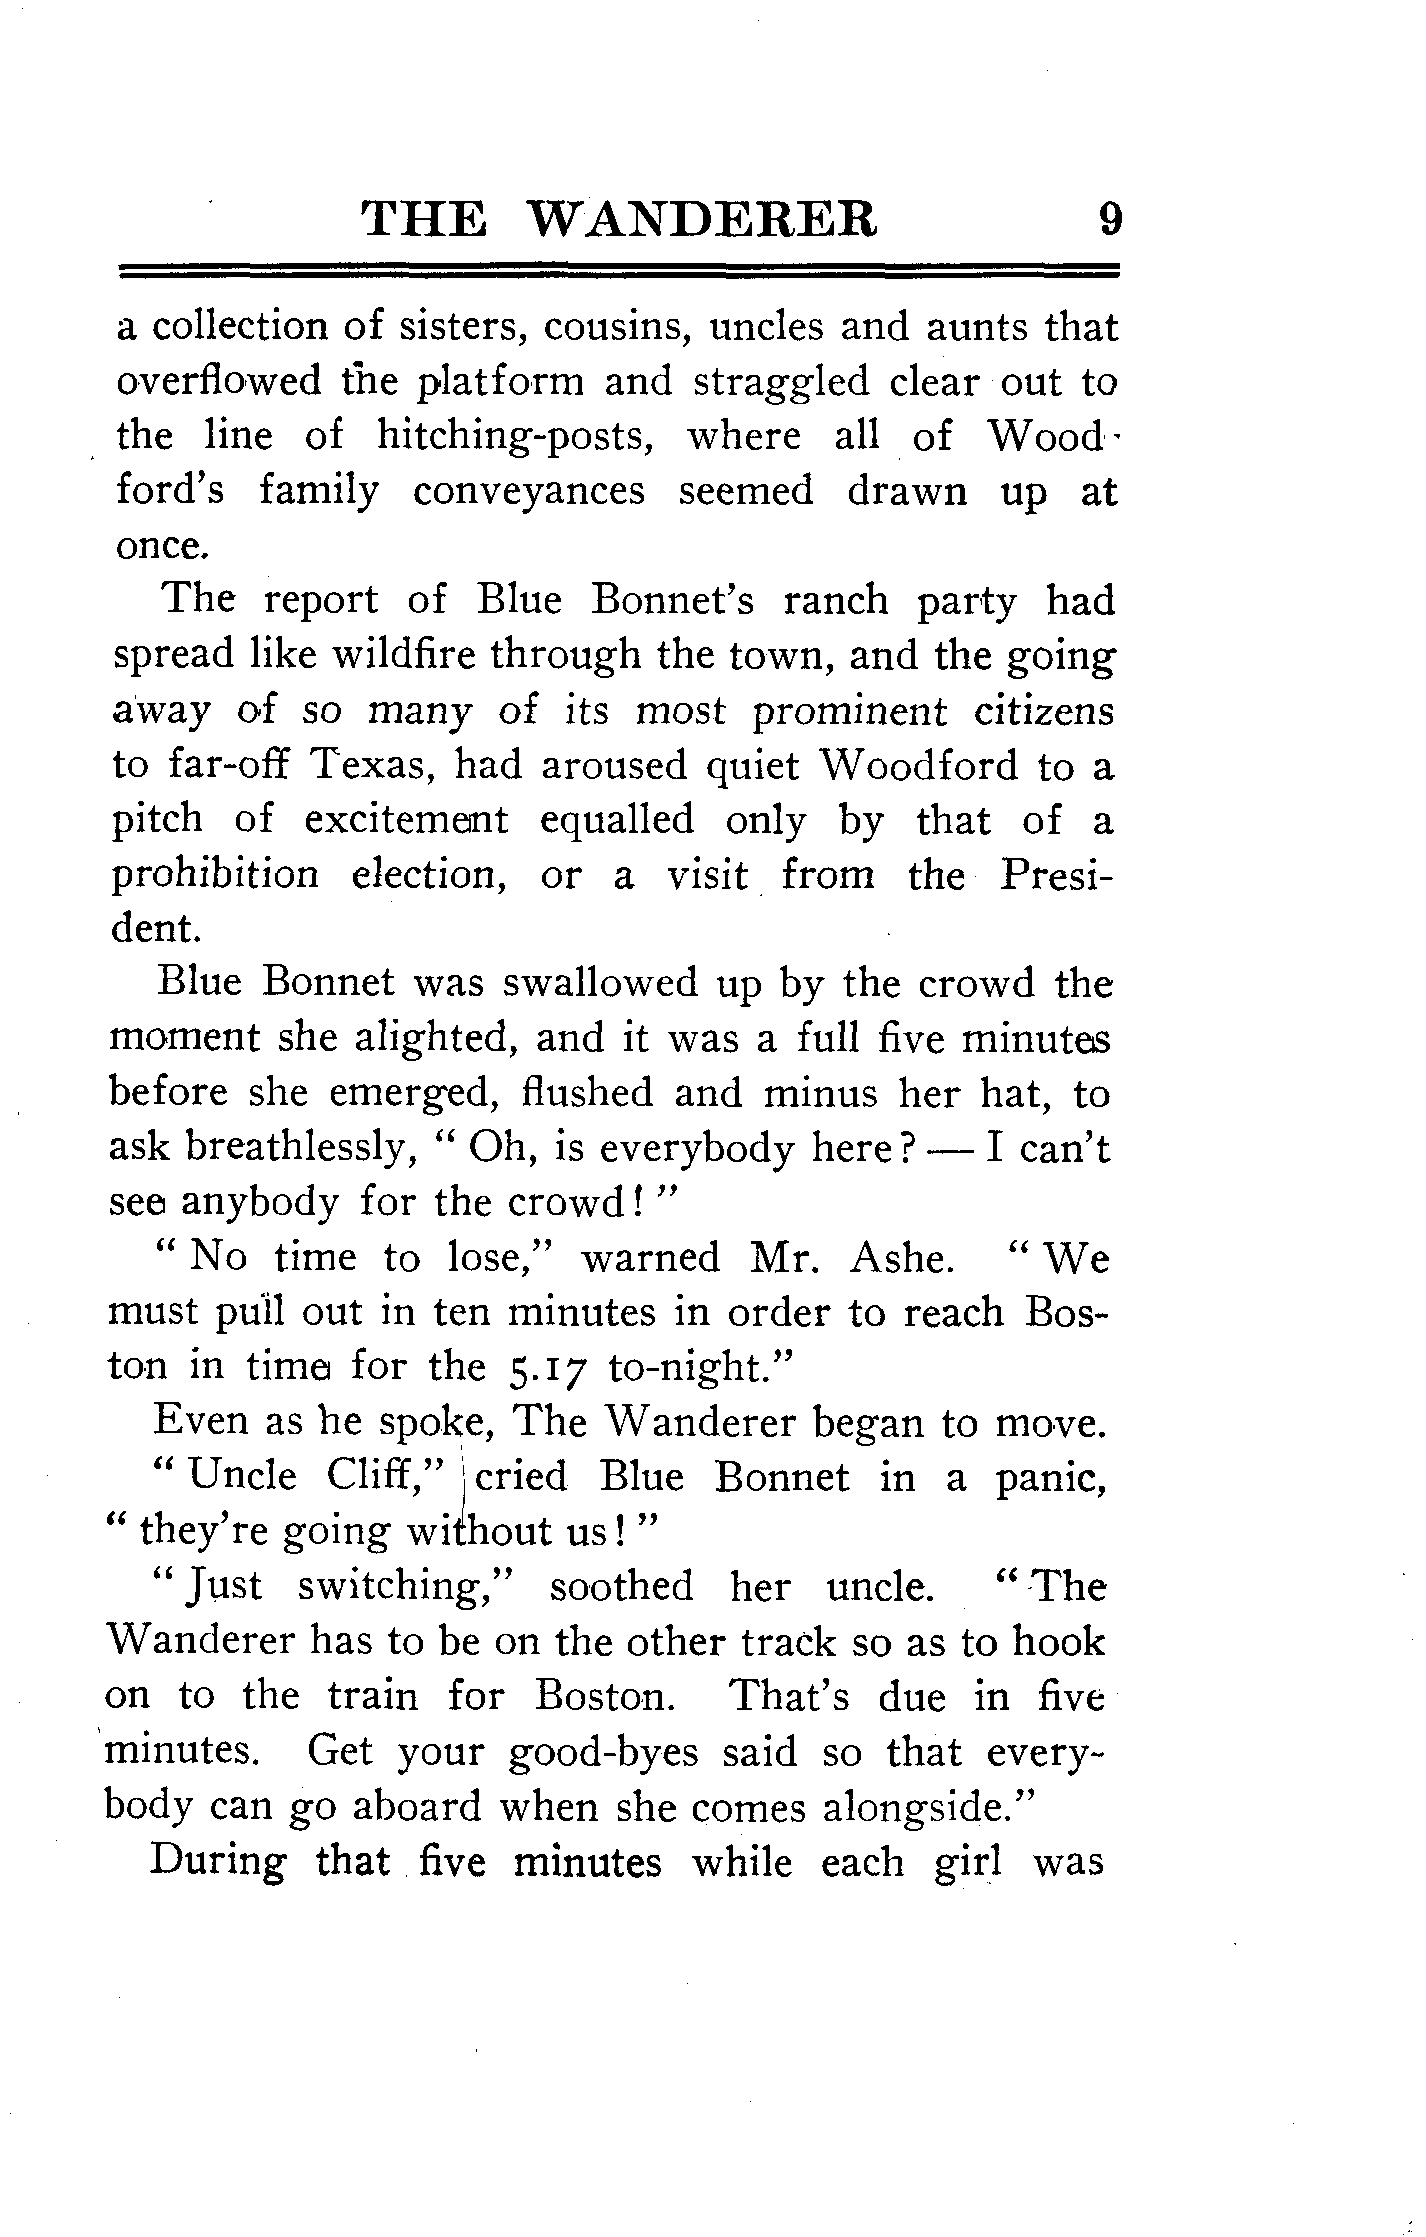 THE WANDERER 9
a collection of sisters, cousins, uncles and aunts that
overflowed the platform and straggled clear out to
the line of hitching-posts, where all of Wood-
ford's family conveyances seemed drawn up at
once.
The report of Blue Bonnet's ranch party had
spread like wildfire through the town, and the going
away of so many of its most prominent citizens
to far-off Texas, had aroused quiet Woodford to a
pitch of excitement equalled only by that of a
prohibition election, or a visit from the Presi-
dent.
Blue Bonnet was swallowed up by the crowd the
moment she alighted, and it was a full five minutes
before she emerged, flushed and minus her hat, to
ask breathlessly, " Oh, is everybody here? — I can't
see anybody for the crowd! "
" No time to lose," warned Mr. Ashe. " We
must pull out in ten minutes in order to reach Bos-
ton in time for the 5.17 to-night."
Even as he spoke, The Wanderer began to move.
" Uncle Cliff," cried Blue Bonnet in a panic,
" they're going without us! "
" Just switching," soothed her uncle. " The
Wanderer has to be on the other track so as to hook
on to the train for Boston. That's due in five
minutes. Get your good-byes said so that every-
body can go aboard when she comes alongside."
During that five minutes while each girl was